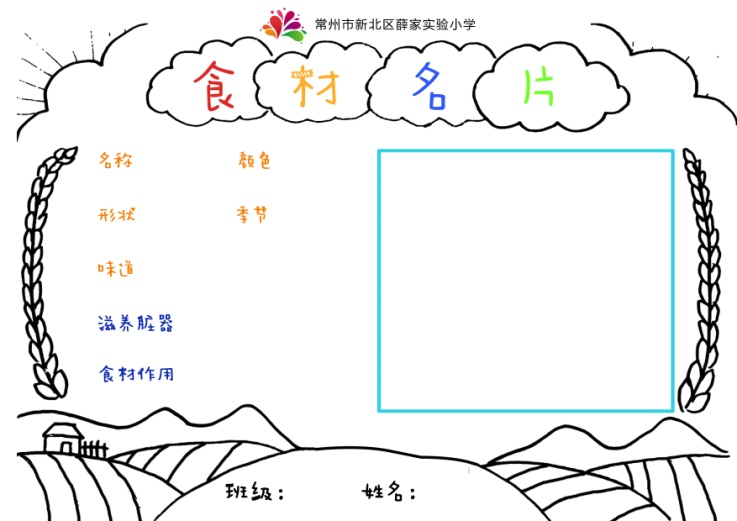 常州市新北区薛家实验小学
食材名片
名称 颜色
形状 季节
味道
滋养脏器
食材作用
班级： 姓名：